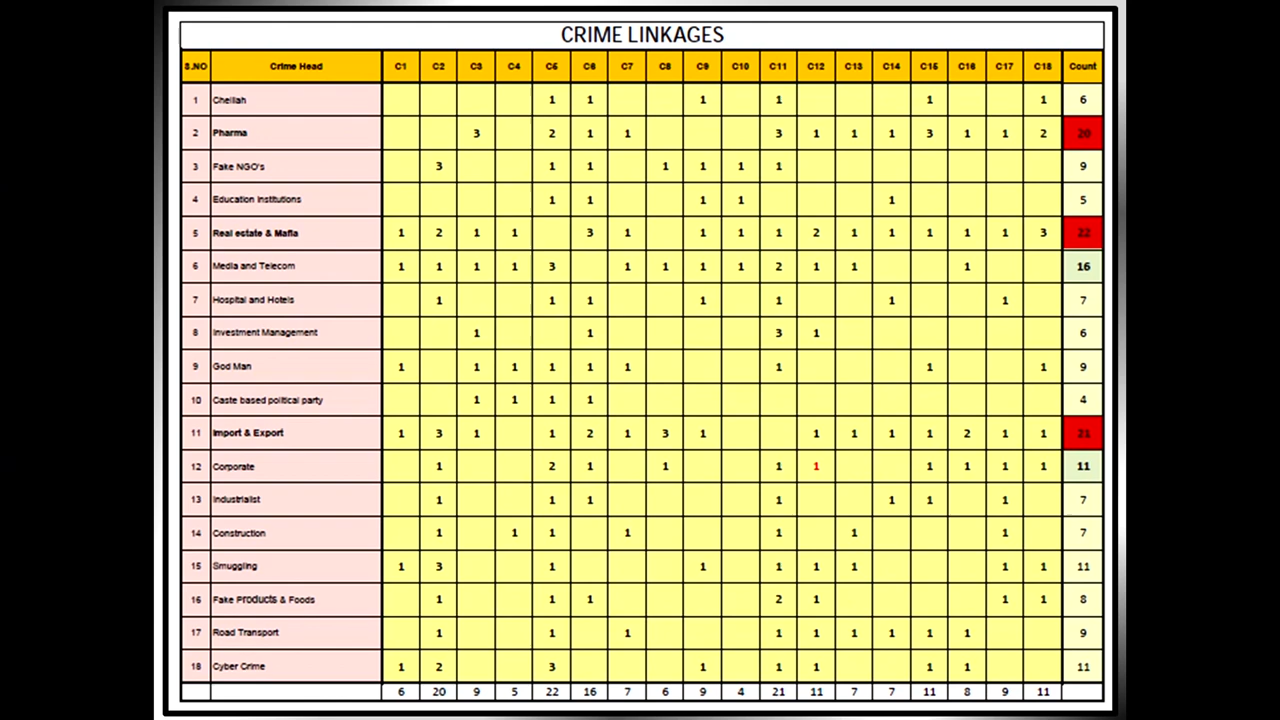 CRIME LINKAGES
S.NO Crime Head C1 C2 C3 C4 C5 C6 C7 C8 C9 C10 C11 C12 C13 C14 C15 C16 C17 C18 Count
1 Chellah 1 1 1 1 1 1 6
2 Pharma 3 2 1 1 3 1 1 1 3 1 1 2 20
3 Fake NGO's 3 1 1 1 1 1 1 9
4 Education Institutions 1 1 1 1 1 5
5 Real estate & Mafia 1 2 1 1 3 1 1 1 1 2 1 1 1 1 1 3 22
6 Media and Telecom 1 1 1 1 3 1 1 1 1 2 1 1 1 16
7 Hospital and Hotels 1 1 1 1 1 1 1 7
8 Investment Management 1 1 3 1 6
9 God Man 1 1 1 1 1 1 1 1 1 9
10 Caste based political party 1 1 1 1 4
11 Import & Export 1 3 1 1 2 1 3 1 1 1 1 1 2 1 1 21
12 Corporate 1 2 1 1 1 1 1 1 1 1 11
13 Industrialist 1 1 1 1 1 1 1 7
14 Construction 1 1 1 1 1 1 1 7
15 Smuggling 1 3 1 1 1 1 1 1 1 11
16 Fake Products & Foods 1 1 1 2 1 1 1 8
17 Road Transport 1 1 1 1 1 1 1 1 1 9
18 Cyber Crime 1 2 3 1 1 1 1 1 11
6 20 9 5 22 16 7 6 9 4 21 11 7 7 11 8 9 11